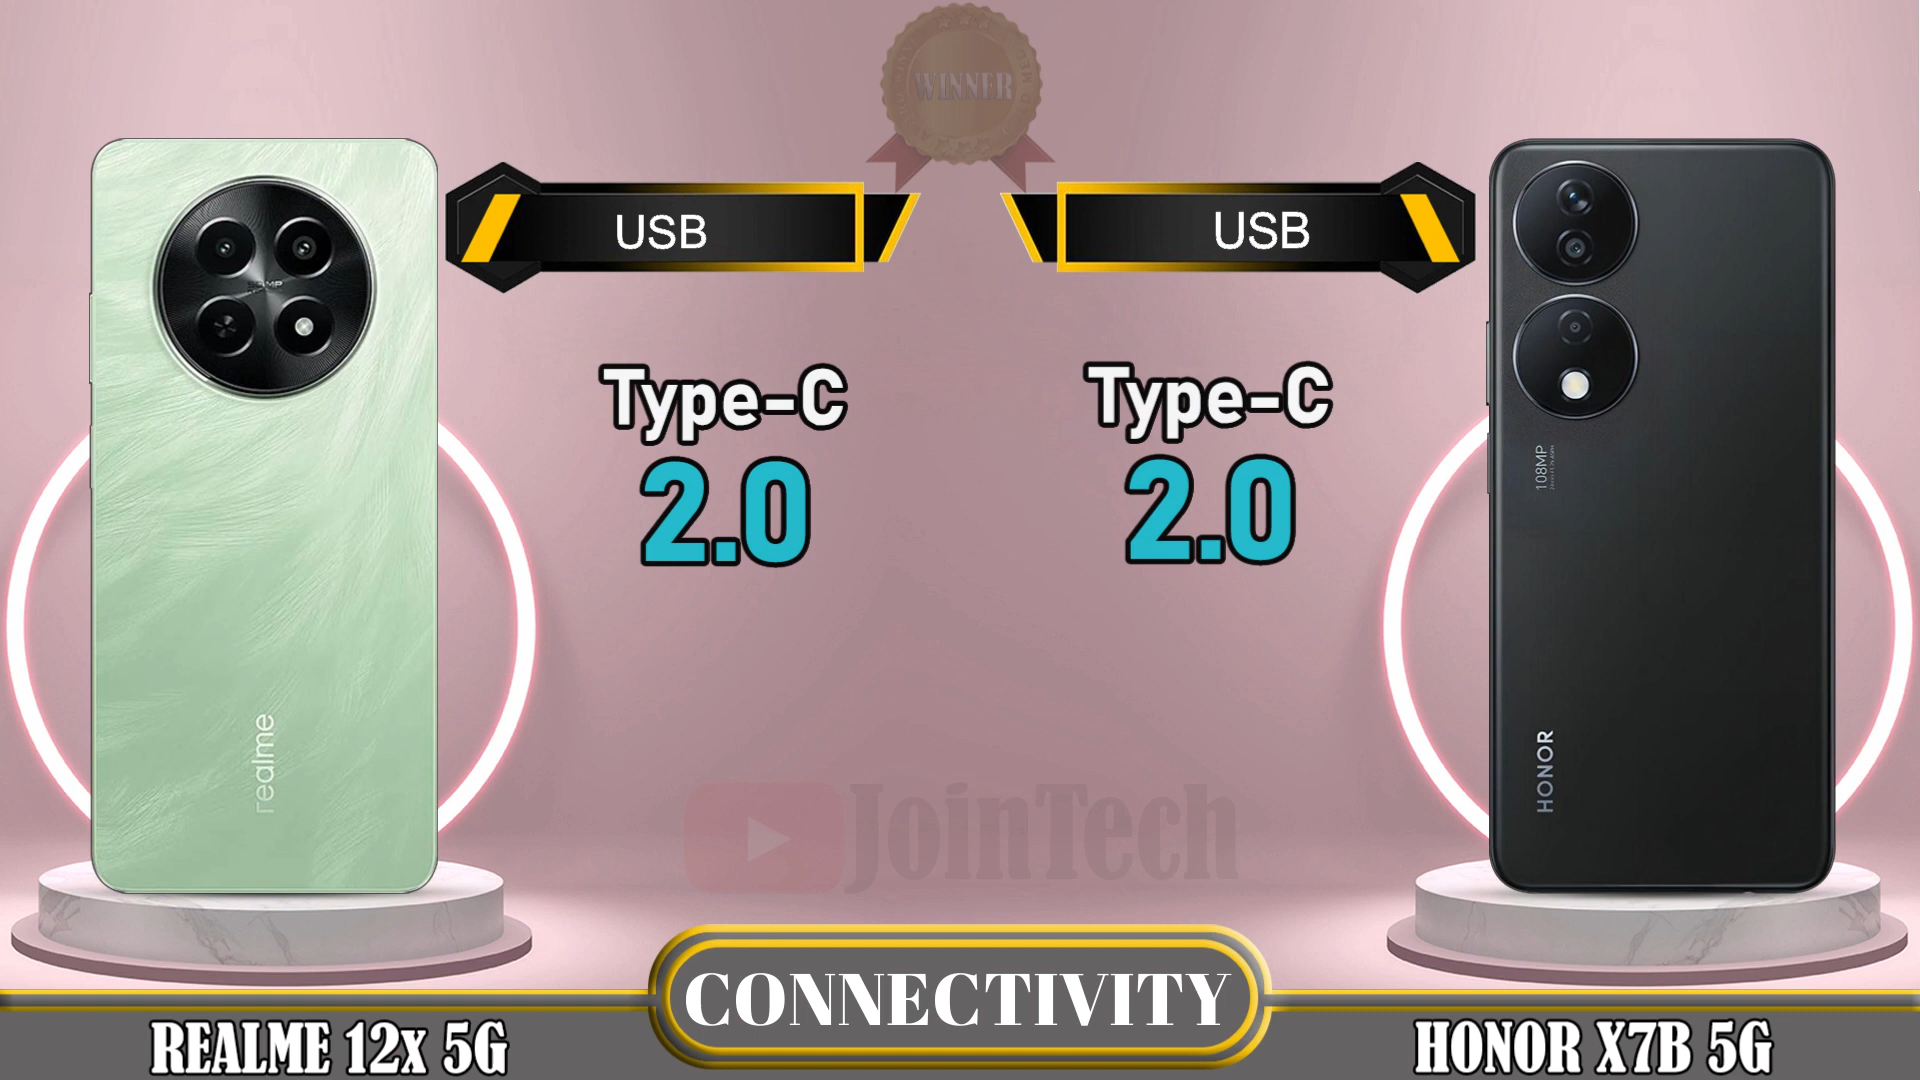 WINNER
USB
USB
Type-C
2.0
Type-C
2.0
108MP
realme
HONOR
JoinTech
CONNECTIVITY
REALME 12x 5G
HONOR X7B 5G